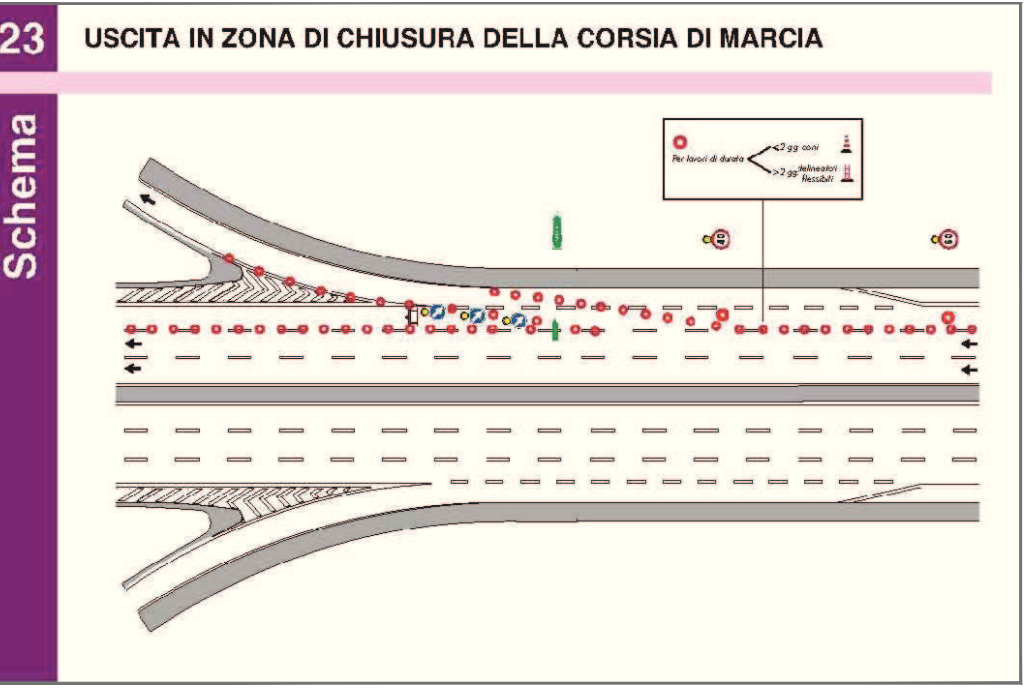 23
USCITA IN ZONA DI CHIUSURA DELLA CORSIA DI MARCIA
Schema
Per lavori di durata
<2 gg coni
>2 gg delineatori
flessibili
40
60